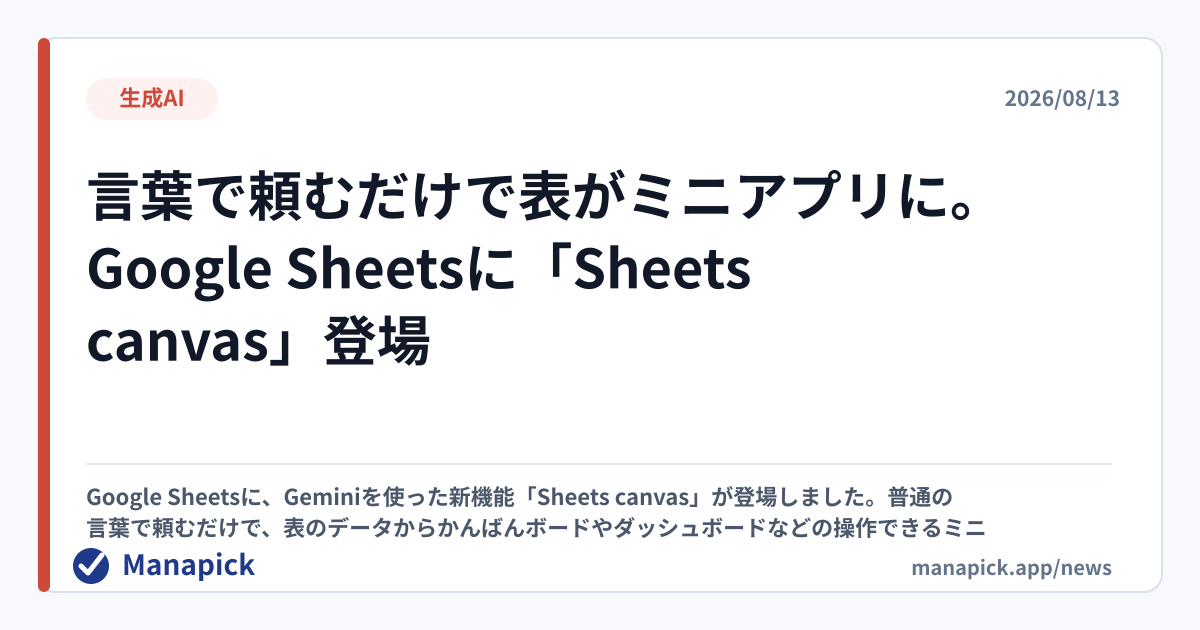 生成AI
2026/08/13
言葉で頼むだけで表がミニアプリに。
Google Sheetsに「Sheets
canvas」登場
Google Sheetsに、Geminiを使った新機能「Sheets canvas」が登場しました。普通の
言葉で頼むだけで、表のデータからかんばんボードやダッシュボードなどの操作できるミニ
Manapick
manapick.app/news